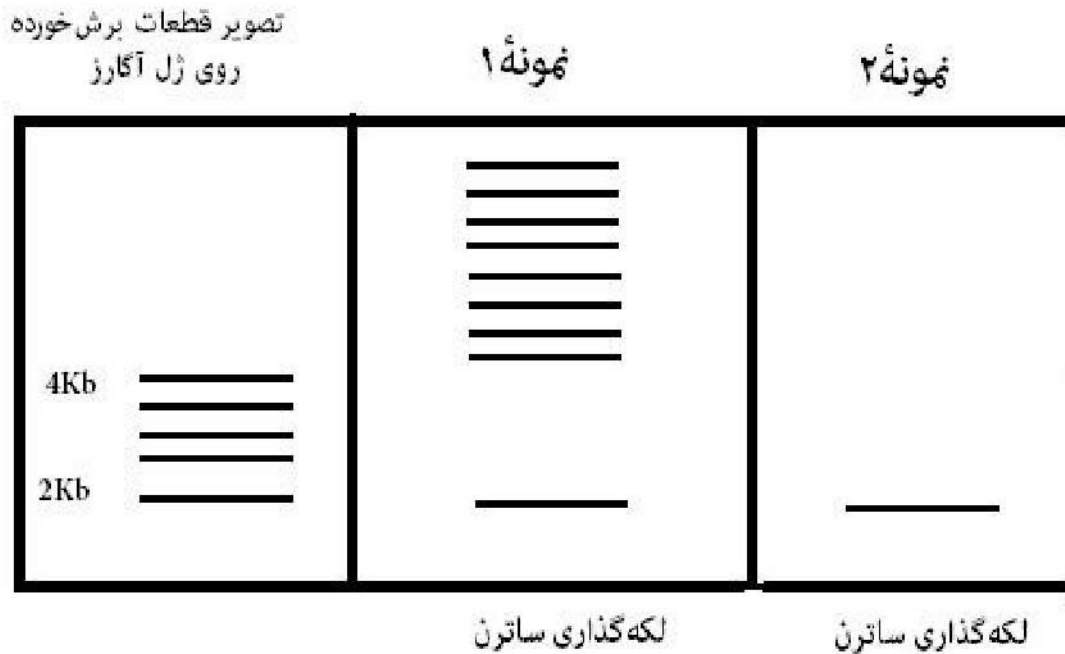 تصویر قطعات برش‌خورده
روی ژل آگارز
نمونهٔ ۱
نمونهٔ ۲
4Kb
2Kb
لکه‌گذاری ساترن
لکه‌گذاری ساترن